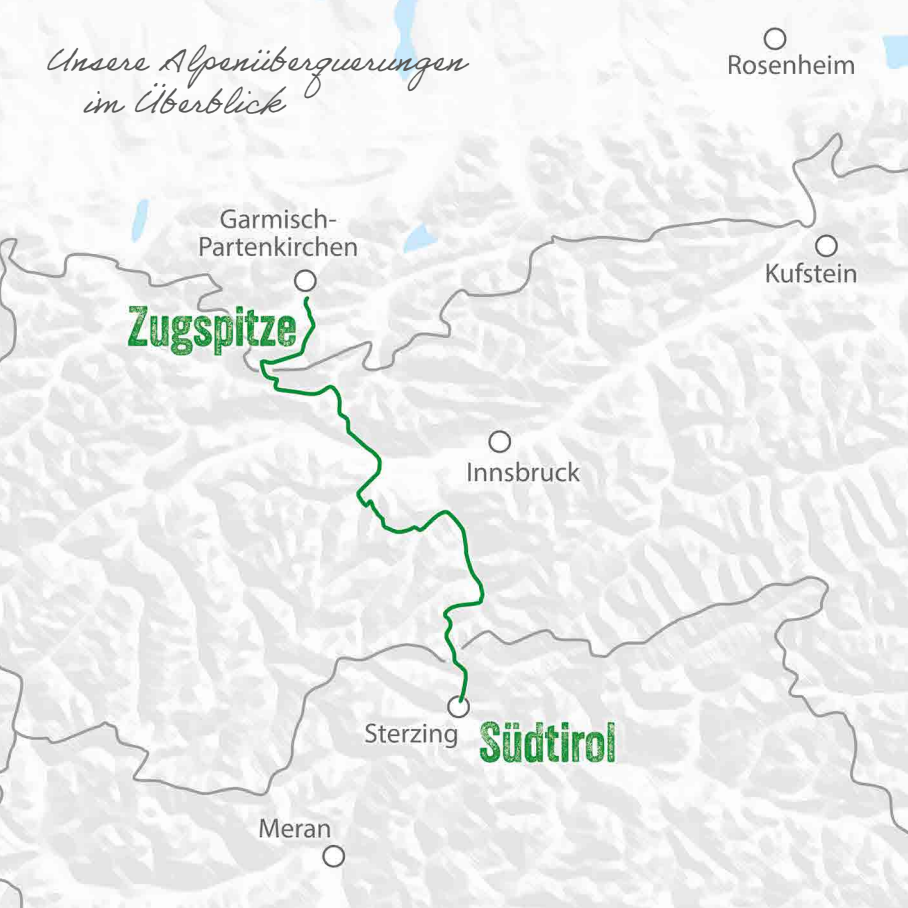 Unsere Alpenüberquerungen
im Überblick
Rosenheim
Garmisch-
Partenkirchen
Kufstein
Zugspitze
Innsbruck
Sterzing
Südtirol
Meran